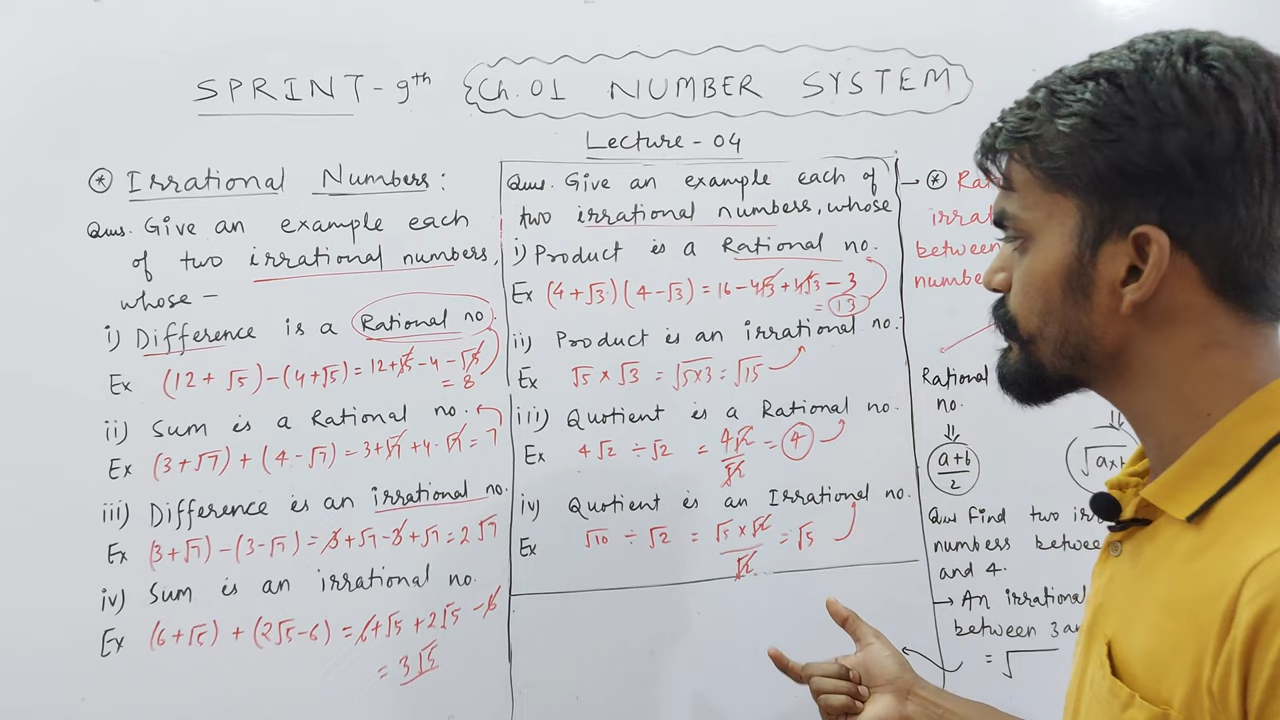 SPRINT - 9th Ch. 01 NUMBER SYSTEM
Lecture - 04
* Irrational Numbers:
Ques. Give an example each
of two irrational numbers,
whose -
i) Difference is a Rational no.
Ex (12 + √5) - (4 + √5) = 12 + √5 - 4 - √5
= 8
ii) Sum is a Rational no.
Ex (3 + √7) + (4 - √7) = 3 + √7 + 4 - √7 = 7
iii) Difference is an irrational no.
Ex (3 + √7) - (3 - √7) = 3 + √7 - 3 + √7 = 2√7
iv) Sum is an irrational no.
Ex (6 + √5) + (2√5 - 6) = 6 + √5 + 2√5 - 6
= 3√5
Ques. Give an example each of
two irrational numbers, whose
i) Product is a Rational no.
Ex (4 + √3) (4 - √3) = 16 - 4√3 + 4√3 - 3
= 13
ii) Product is an irrational no.
Ex √5 × √3 = √5×3 = √15
iii) Quotient is a Rational no.
Ex 4√2 ÷ √2 = 4√2/√2 = 4
iv) Quotient is an Irrational no.
Ex √10 ÷ √2 = √5 × √2/√2 = √5
*
between
Rational
no.
a+b/2
Ques Find two
numbers
and 4.
→ An
between 3
= √